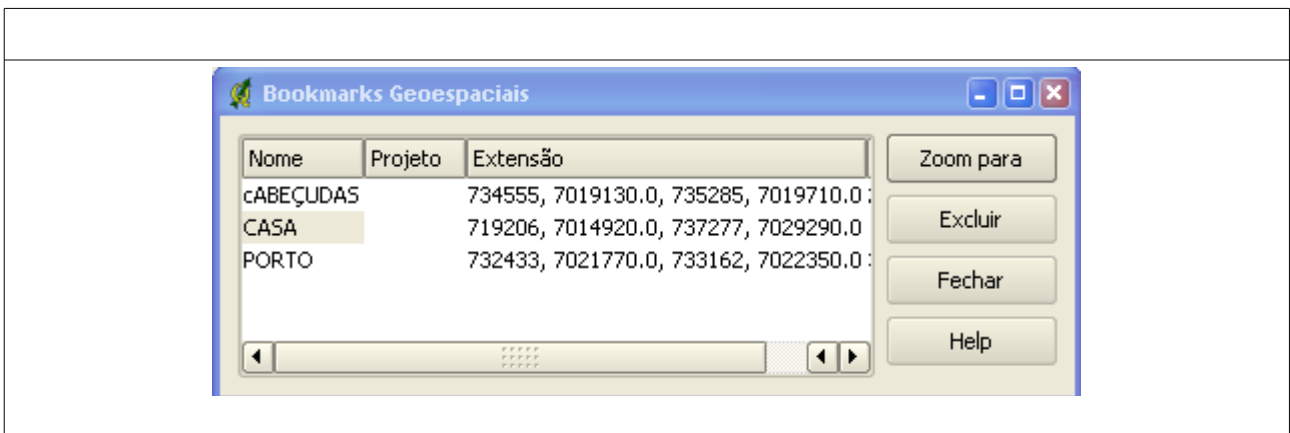 Bookmarks Geoespaciais
Nome Projeto Extensão
cABEÇUDAS 734555, 7019130.0, 735285, 7019710.0
CASA 719206, 7014920.0, 737277, 7029290.0
PORTO 732433, 7021770.0, 733162, 7022350.0
Zoom para
Excluir
Fechar
Help